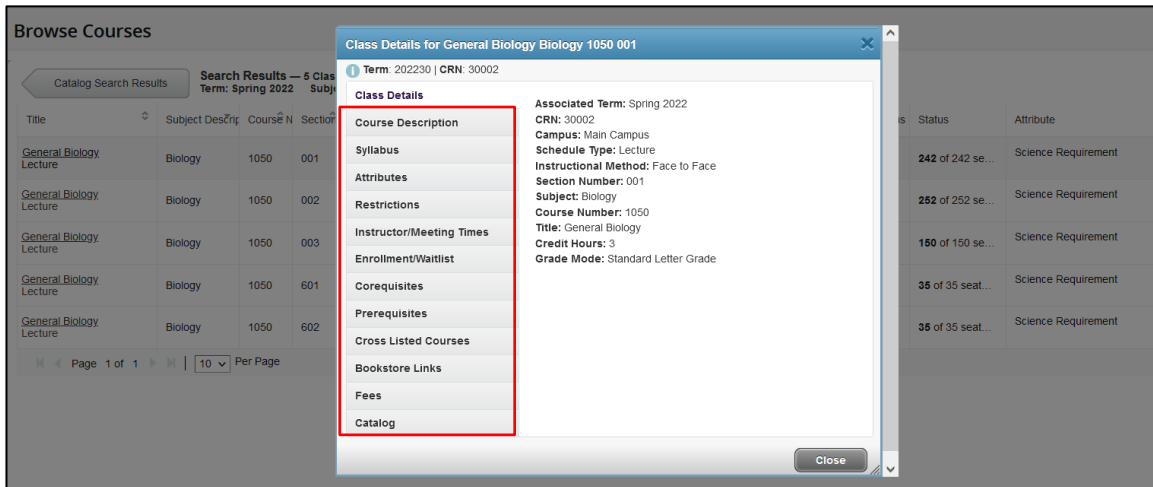 Browse Courses
Catalog Search Results
Search Results — 5 Clas
Term: Spring 2022 Subje
Title Subject Descrip Course N Section Status Attribute
General Biology
Lecture
Biology 1050 001 242 of 242 se... Science Requirement
General Biology
Lecture
Biology 1050 002 252 of 252 se... Science Requirement
General Biology
Lecture
Biology 1050 003 150 of 150 se... Science Requirement
General Biology
Lecture
Biology 1050 601 35 of 35 seat... Science Requirement
General Biology
Lecture
Biology 1050 602 35 of 35 seat... Science Requirement
Page 1 of 1 10 Per Page
Class Details for General Biology Biology 1050 001
Term: 202230 | CRN: 30002
Class Details
Course Description
Syllabus
Attributes
Restrictions
Instructor/Meeting Times
Enrollment/Waitlist
Corequisites
Prerequisites
Cross Listed Courses
Bookstore Links
Fees
Catalog
Associated Term: Spring 2022
CRN: 30002
Campus: Main Campus
Schedule Type: Lecture
Instructional Method: Face to Face
Section Number: 001
Subject: Biology
Course Number: 1050
Title: General Biology
Credit Hours: 3
Grade Mode: Standard Letter Grade
Close